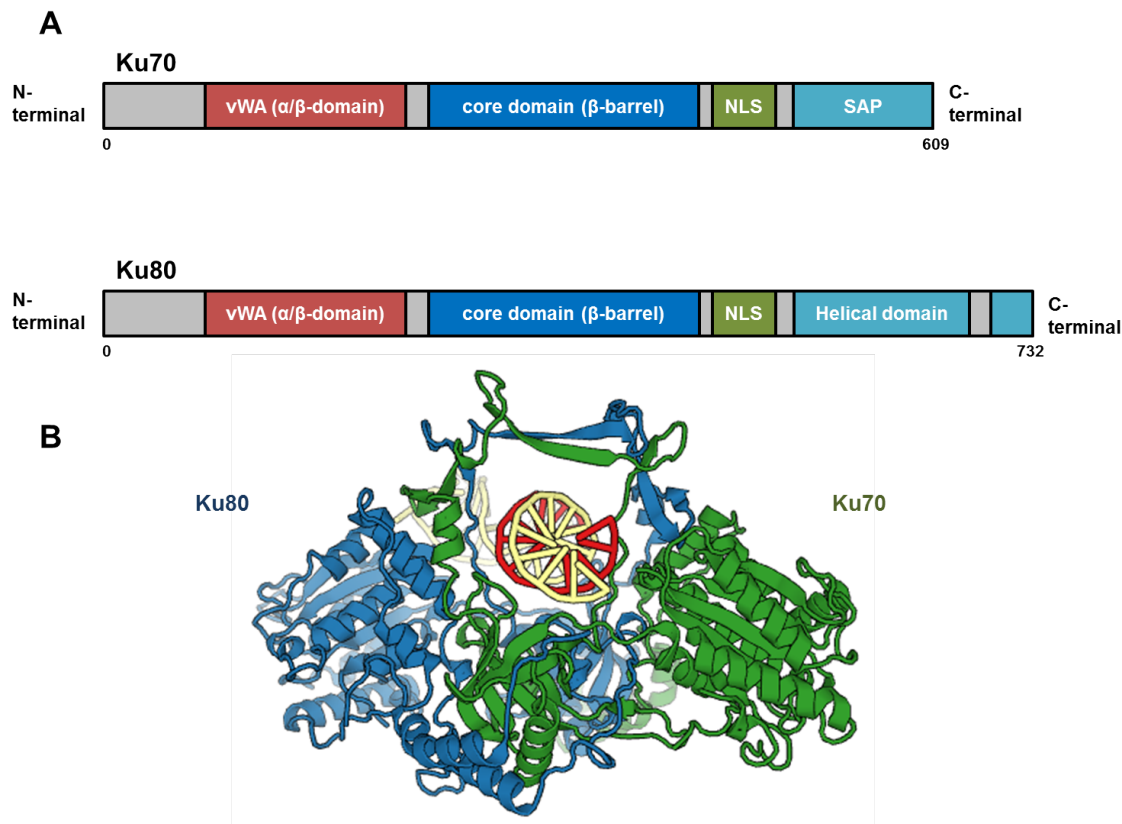 A
Ku70
N-
terminal
vWA (α/β-domain)
core domain (β-barrel)
NLS
SAP
C-
terminal
0
609
Ku80
N-
terminal
vWA (α/β-domain)
core domain (β-barrel)
NLS
Helical domain
C-
terminal
0
732
B
Ku80
Ku70